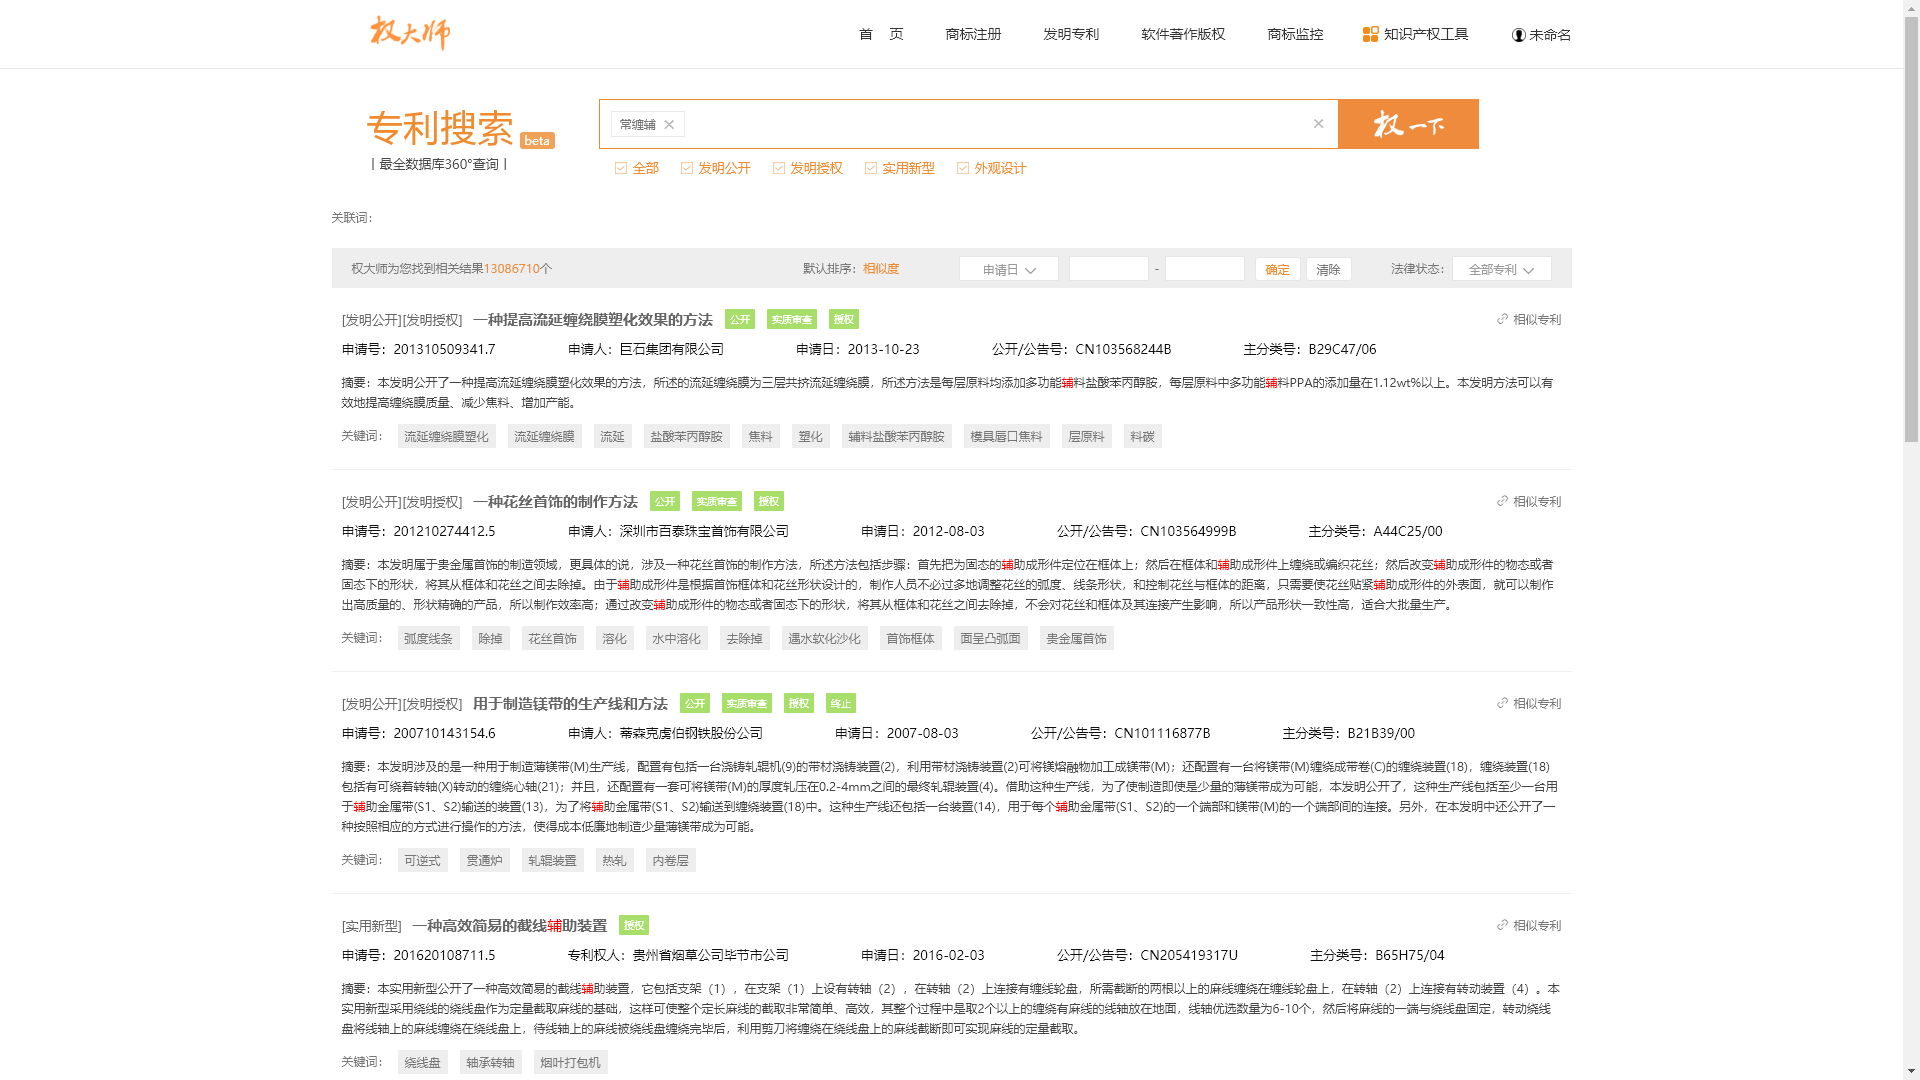 权大师
首 页
商标注册
发明专利
软件著作版权
商标监控
知识产权工具
未命名
专利搜索 beta
丨最全数据库360°查询丨
常缠辅
权一下
全部 发明公开 发明授权 实用新型 外观设计
关联词：
权大师为您找到相关结果13086710个 默认排序：相似度 申请日 - 确定 清除 法律状态： 全部专利
[发明公开][发明授权] 一种提高流延缠绕膜塑化效果的方法 公开 实质审查 授权 相似专利
申请号：201310509341.7 申请人：巨石集团有限公司 申请日：2013-10-23 公开/公告号：CN103568244B 主分类号：B29C47/06
摘要：本发明公开了一种提高流延缠绕膜塑化效果的方法，所述的流延缠绕膜为三层共挤流延缠绕膜，所述方法是每层原料均添加多功能辅料盐酸苯丙醇胺，每层原料中多功能辅料PPA的添加量在1.12wt%以上。本发明方法可以有
效地提高缠绕膜质量、减少焦料、增加产能。
关键词： 流延缠绕膜塑化 流延缠绕膜 流延 盐酸苯丙醇胺 焦料 塑化 辅料盐酸苯丙醇胺 模具唇口焦料 层原料 料碳
[发明公开][发明授权] 一种花丝首饰的制作方法 公开 实质审查 授权 相似专利
申请号：201210274412.5 申请人：深圳市百泰珠宝首饰有限公司 申请日：2012-08-03 公开/公告号：CN103564999B 主分类号：A44C25/00
摘要：本发明属于贵金属首饰的制造领域，更具体的说，涉及一种花丝首饰的制作方法，所述方法包括步骤：首先把为固态的辅助成形件定位在框体上；然后在框体和辅助成形件上缠绕或编织花丝；然后改变辅助成形件的物态或者
固态下的形状，将其从框体和花丝之间去除掉。由于辅助成形件是根据首饰框体和花丝形状设计的，制作人员不必过多地调整花丝的弧度、线条形状，和控制花丝与框体的距离，只需要使花丝贴紧辅助成形件的外表面，就可以制作
出高质量的、形状精确的产品，所以制作效率高；通过改变辅助成形件的物态或者固态下的形状，将其从框体和花丝之间去除掉，不会对花丝和框体及其连接产生影响，所以产品形状一致性高，适合大批量生产。
关键词： 弧度线条 除掉 花丝首饰 溶化 水中溶化 去除掉 遇水软化沙化 首饰框体 面呈凸弧面 贵金属首饰
[发明公开][发明授权] 用于制造镁带的生产线和方法 公开 实质审查 授权 终止 相似专利
申请号：200710143154.6 申请人：蒂森克虏伯钢铁股份公司 申请日：2007-08-03 公开/公告号：CN101116877B 主分类号：B21B39/00
摘要：本发明涉及的是一种用于制造薄镁带(M)生产线，配置有包括一台浇铸轧辊机(9)的带材浇铸装置(2)，利用带材浇铸装置(2)可将镁熔融物加工成镁带(M)；还配置有一台将镁带(M)缠绕成带卷(C)的缠绕装置(18)，缠绕装置(18)
包括有可绕着转轴(X)转动的缠绕心轴(21)；并且，还配置有一套可将镁带(M)的厚度轧压在0.2-4mm之间的最终轧辊装置(4)。借助这种生产线，为了使制造即使是少量的薄镁带成为可能，本发明公开了，这种生产线包括至少一台用
于辅助金属带(S1、S2)输送的装置(13)，为了将辅助金属带(S1、S2)输送到缠绕装置(18)中。这种生产线还包括一台装置(14)，用于每个辅助金属带(S1、S2)的一个端部和镁带(M)的一个端部间的连接。另外，在本发明中还公开了一
种按照相应的方式进行操作的方法，使得成本低廉地制造少量薄镁带成为可能。
关键词： 可逆式 贯通炉 轧辊装置 热轧 内卷层
[实用新型] 一种高效简易的截线辅助装置 授权 相似专利
申请号：201620108711.5 专利权人：贵州省烟草公司毕节市公司 申请日：2016-02-03 公开/公告号：CN205419317U 主分类号：B65H75/04
摘要：本实用新型公开了一种高效简易的截线辅助装置，它包括支架（1），在支架（1）上设有转轴（2），在转轴（2）上连接有缠线轮盘，所需截断的两根以上的麻线缠绕在缠线轮盘上，在转轴（2）上连接有转动装置（4）。本
实用新型采用绕线的绕线盘作为定量截取麻线的基础，这样可使整个定长麻线的截取非常简单、高效，其整个过程中是取2个以上的缠绕有麻线的线轴放在地面，线轴优选数量为6-10个，然后将麻线的一端与绕线盘固定，转动绕线
盘将线轴上的麻线缠绕在绕线盘上，待线轴上的麻线被绕线盘缠绕完毕后，利用剪刀将缠绕在绕线盘上的麻线截断即可实现麻线的定量截取。
关键词： 绕线盘 轴承转轴 烟叶打包机